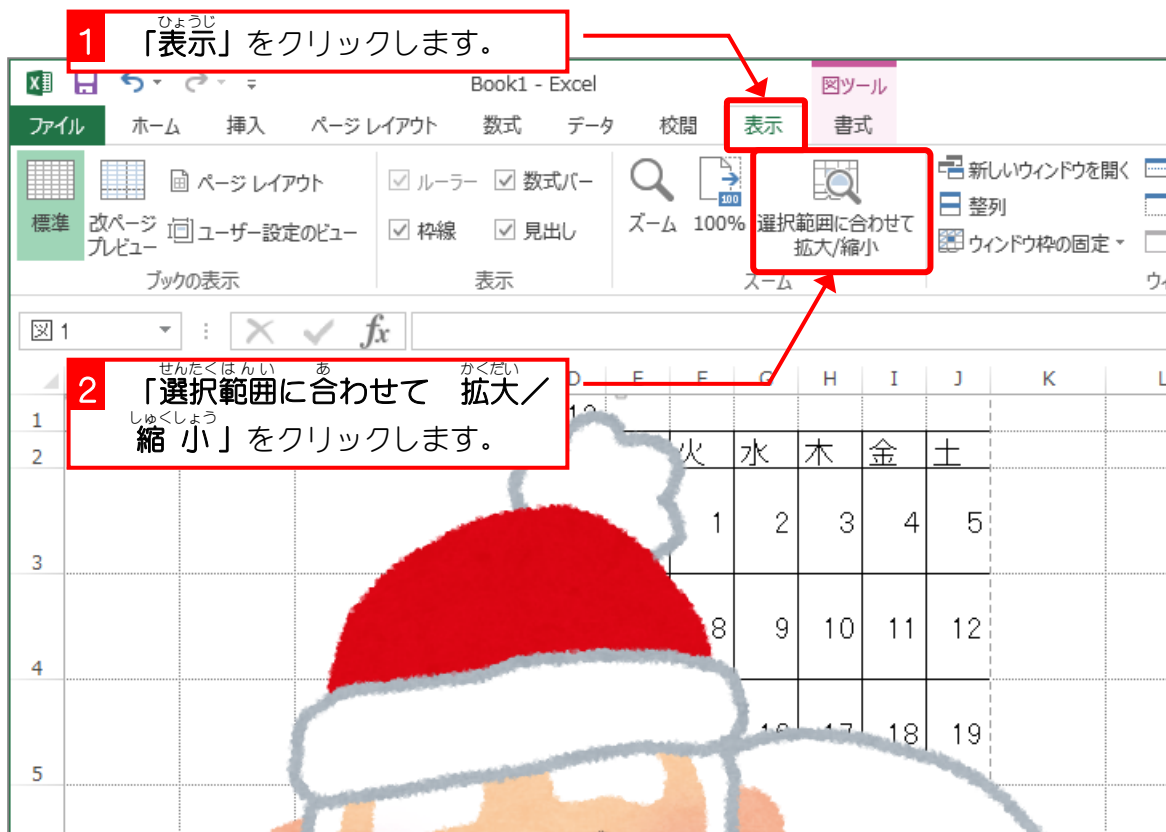 1 「表示」をクリックします。
ひょうじ
Book1 - Excel
図ツール
ファイル ホーム 挿入 ページ レイアウト 数式 データ 校閲 表示 書式
標準
改ページ
プレビュー
ページ レイアウト
ユーザー設定のビュー
ブックの表示
ルーラー 数式バー
枠線 見出し
表示
ズーム
100
100%
選択範囲に合わせて
拡大/縮小
ズーム
新しいウィンドウを開く
整列
ウィンドウ枠の固定
図 1
fx
せんたくはんい あ かくだい
2 「選択範囲に合わせて 拡大/
しゅくしょう
縮小」をクリックします。
H I J K L
1
2 火 水 木 金 土
3 1 2 3 4 5
4 8 9 10 11 12
5 16 17 18 19